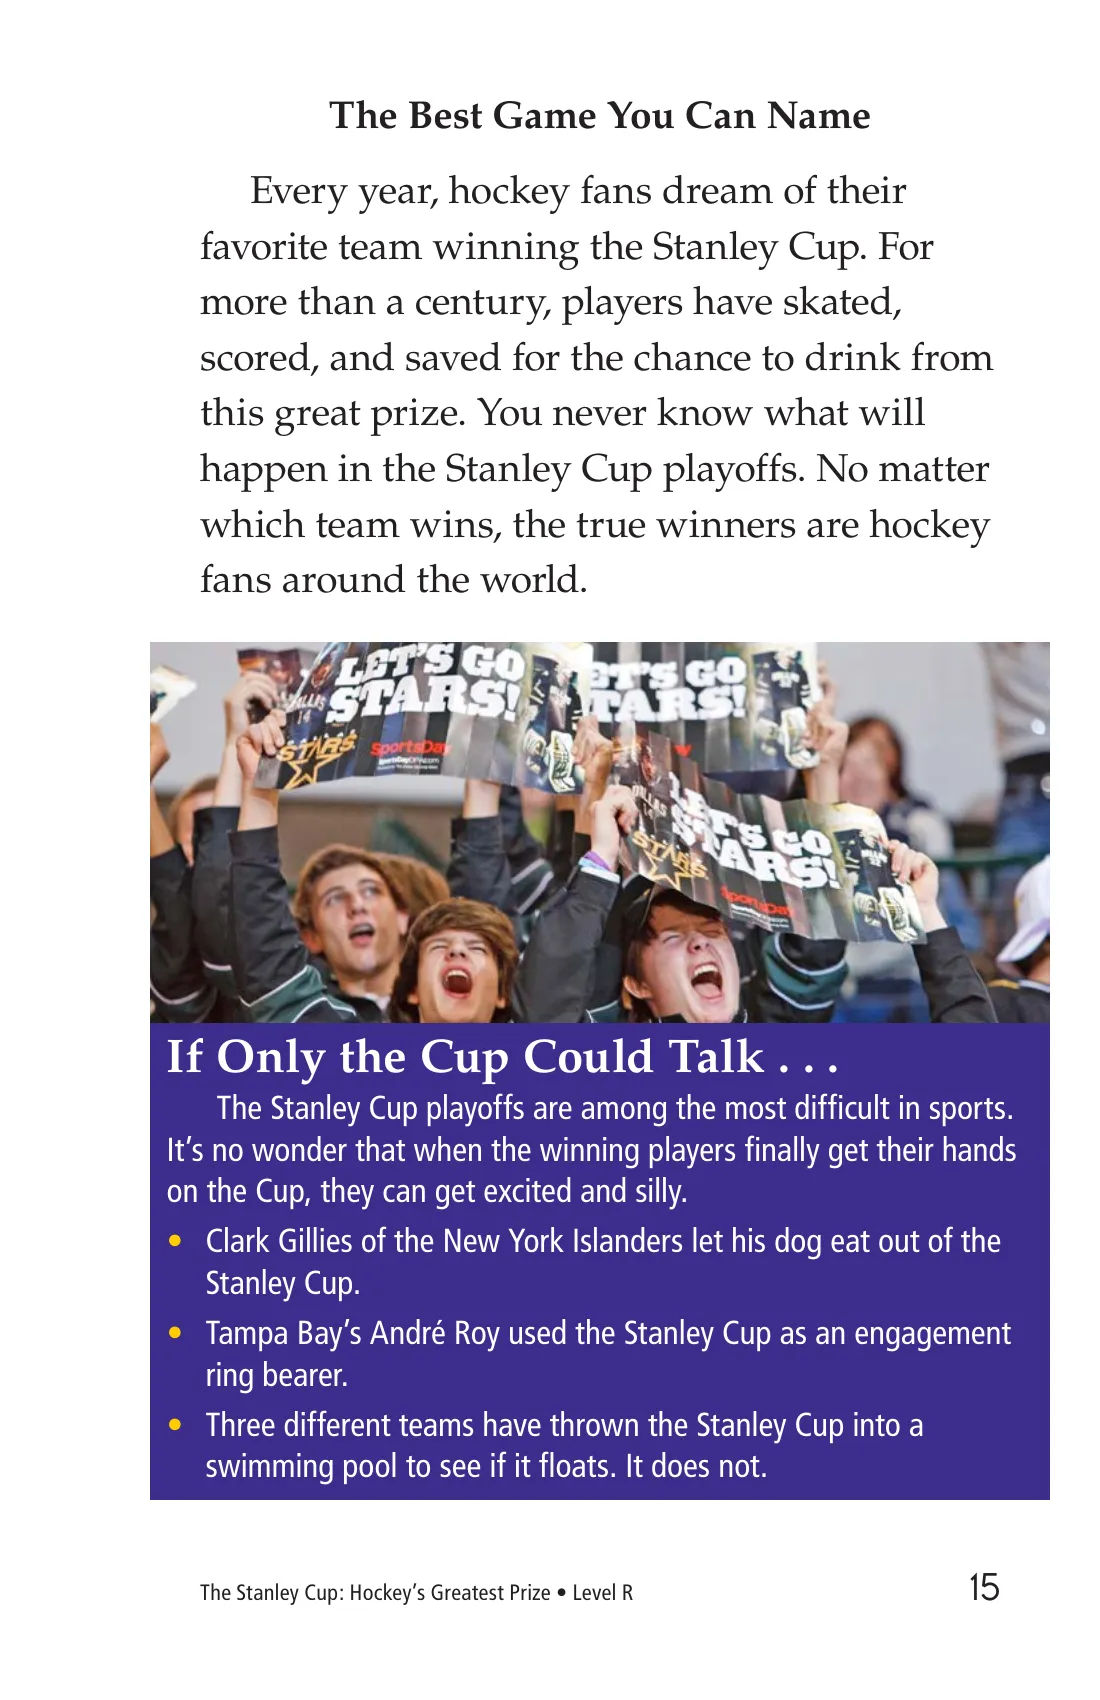 The Best Game You Can Name
Every year, hockey fans dream of their
favorite team winning the Stanley Cup. For
more than a century, players have skated,
scored, and saved for the chance to drink from
this great prize. You never know what will
happen in the Stanley Cup playoffs. No matter
which team wins, the true winners are hockey
fans around the world.
LET'S GO
STARS!
STARS
SportsDay
LET'S GO
STARS!
DALLAS
14
STARS
LET'S GO
STARS!
SportsDay
If Only the Cup Could Talk . . .
The Stanley Cup playoffs are among the most difficult in sports.
It’s no wonder that when the winning players finally get their hands
on the Cup, they can get excited and silly.
• Clark Gillies of the New York Islanders let his dog eat out of the
Stanley Cup.
• Tampa Bay’s André Roy used the Stanley Cup as an engagement
ring bearer.
• Three different teams have thrown the Stanley Cup into a
swimming pool to see if it floats. It does not.
The Stanley Cup: Hockey’s Greatest Prize • Level R
15